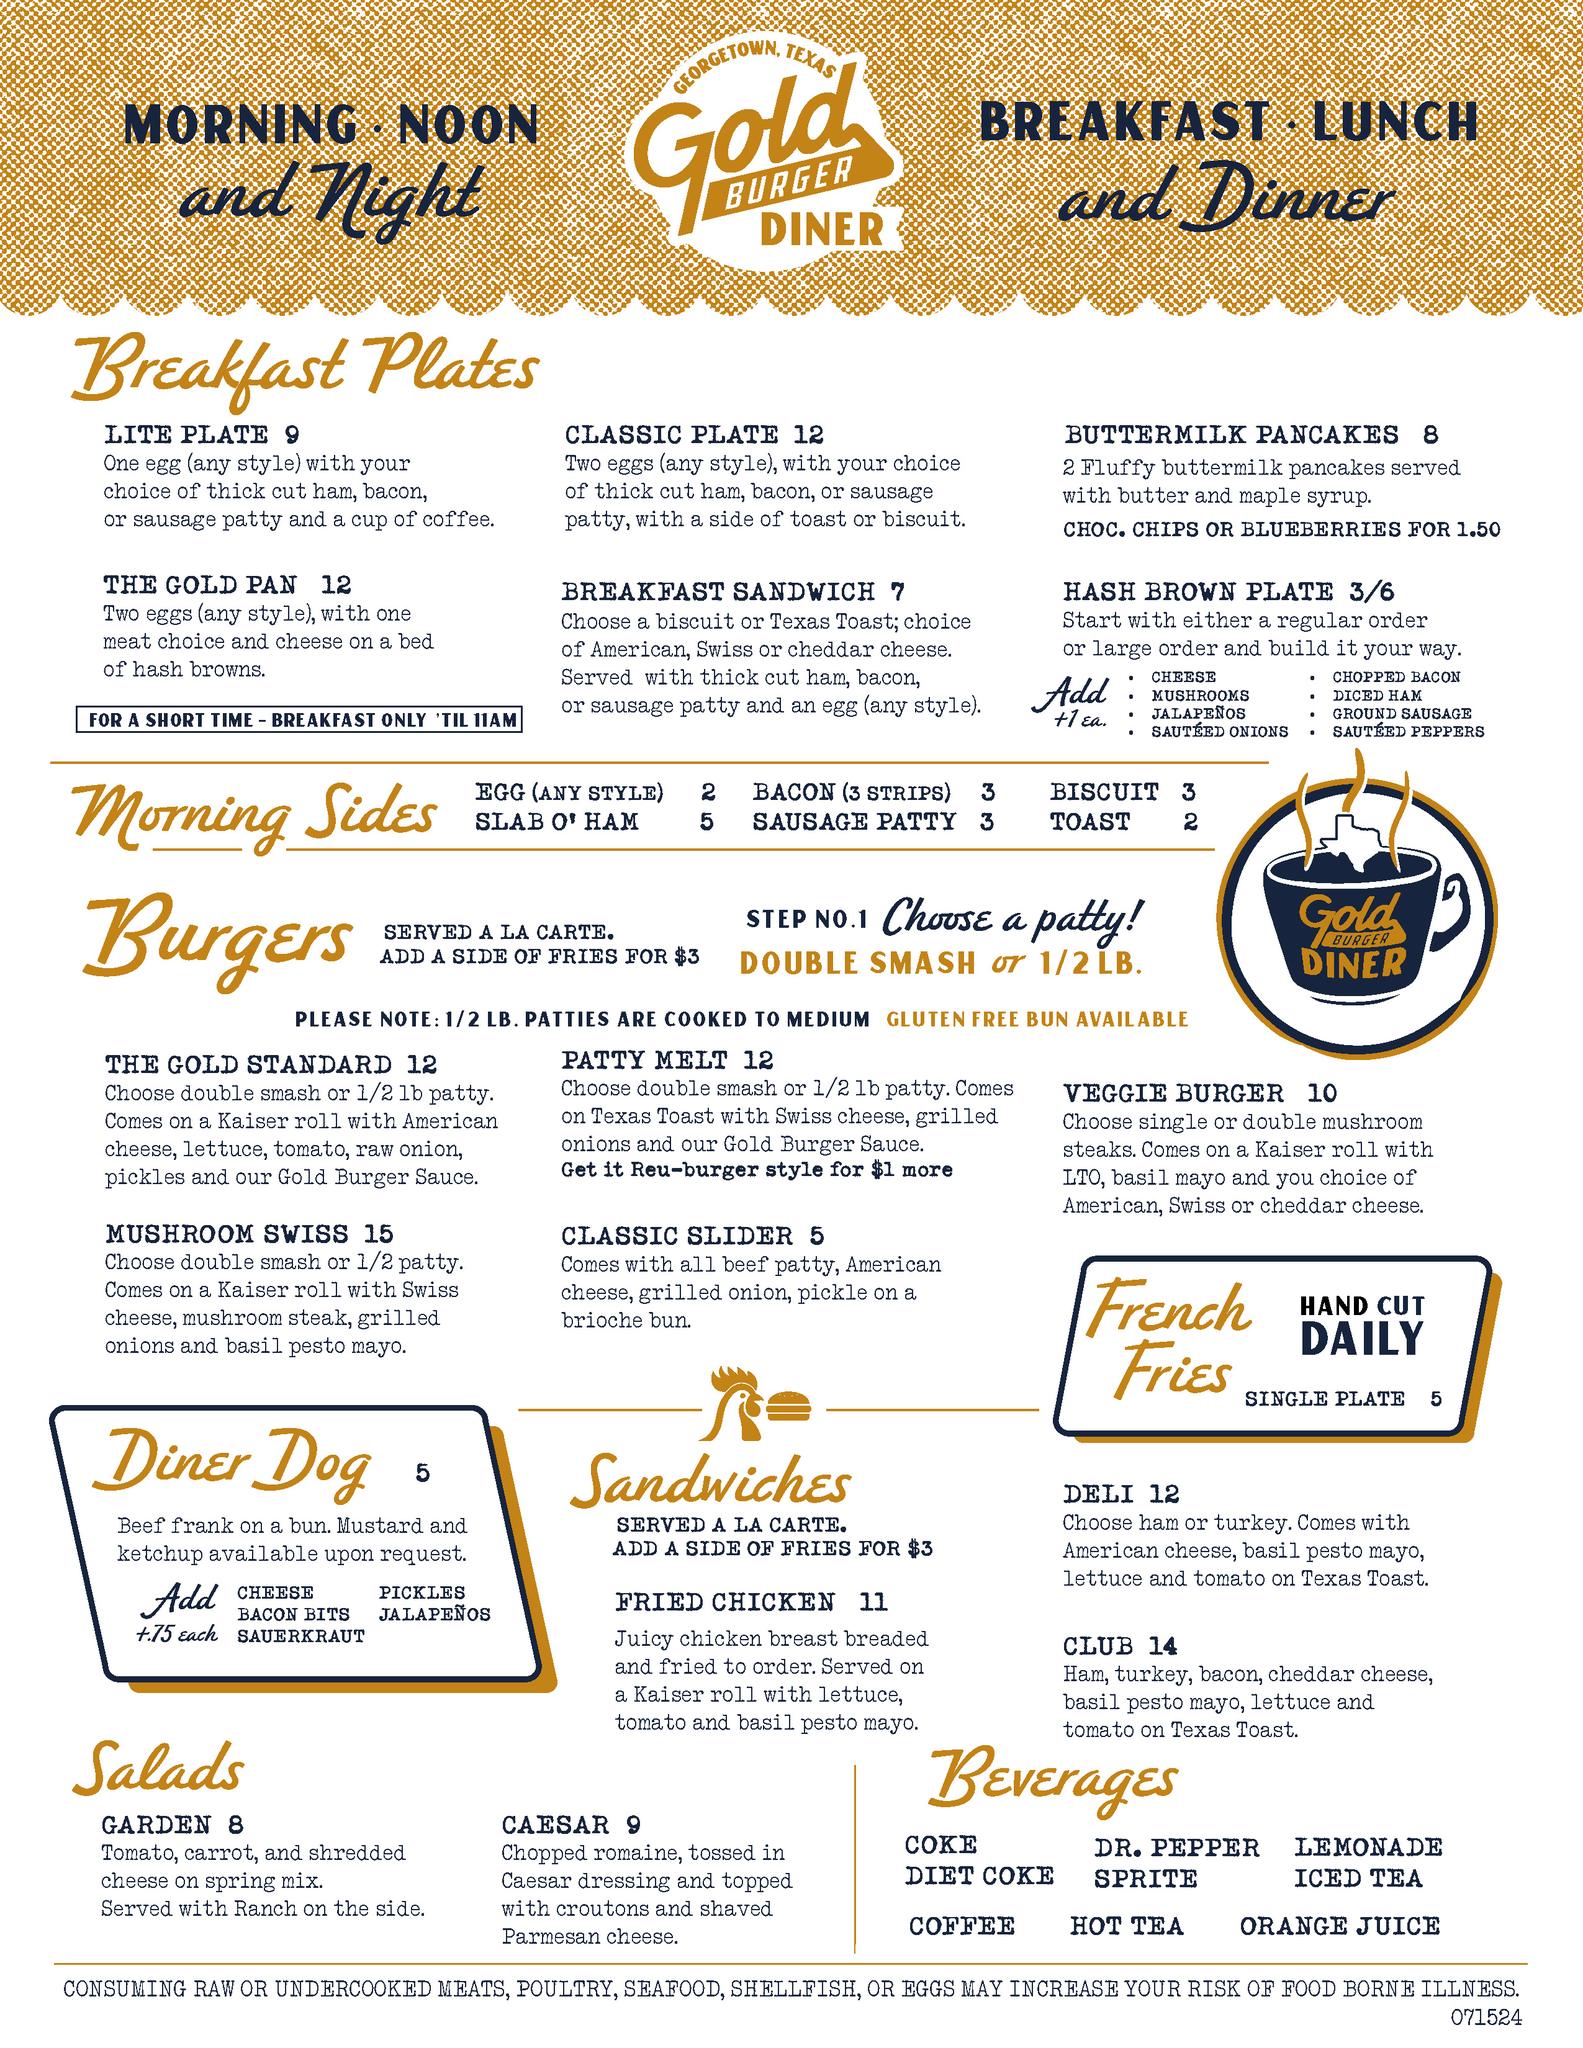 MORNING · NOON
and Night
GEORGETOWN, TEXAS
Gold
BURGER
DINER
BREAKFAST · LUNCH
and Dinner
Breakfast Plates
LITE PLATE 9
One egg (any style) with your
choice of thick cut ham, bacon,
or sausage patty and a cup of coffee.
THE GOLD PAN 12
Two eggs (any style), with one
meat choice and cheese on a bed
of hash browns.
FOR A SHORT TIME - BREAKFAST ONLY 'TIL 11AM
CLASSIC PLATE 12
Two eggs (any style), with your choice
of thick cut ham, bacon, or sausage
patty, with a side of toast or biscuit.
BREAKFAST SANDWICH 7
Choose a biscuit or Texas Toast; choice
of American, Swiss or cheddar cheese.
Served with thick cut ham, bacon,
or sausage patty and an egg (any style).
BUTTERMILK PANCAKES 8
2 Fluffy buttermilk pancakes served
with butter and maple syrup.
CHOC. CHIPS OR BLUEBERRIES FOR 1.50
HASH BROWN PLATE 3/6
Start with either a regular order
or large order and build it your way.
Add
+1 ea.
• CHEESE
• MUSHROOMS
• JALAPEÑOS
• SAUTÉED ONIONS
• CHOPPED BACON
• DICED HAM
• GROUND SAUSAGE
• SAUTÉED PEPPERS
Morning Sides
EGG (ANY STYLE) 2
SLAB O' HAM 5
BACON (3 STRIPS) 3
SAUSAGE PATTY 3
BISCUIT 3
TOAST 2
Gold
BURGER
DINER
Burgers
SERVED A LA CARTE.
ADD A SIDE OF FRIES FOR $3
STEP NO.1 Choose a patty!
DOUBLE SMASH or 1/2 LB.
PLEASE NOTE: 1/2 LB. PATTIES ARE COOKED TO MEDIUM GLUTEN FREE BUN AVAILABLE
THE GOLD STANDARD 12
Choose double smash or 1/2 lb patty.
Comes on a Kaiser roll with American
cheese, lettuce, tomato, raw onion,
pickles and our Gold Burger Sauce.
MUSHROOM SWISS 15
Choose double smash or 1/2 patty.
Comes on a Kaiser roll with Swiss
cheese, mushroom steak, grilled
onions and basil pesto mayo.
PATTY MELT 12
Choose double smash or 1/2 lb patty. Comes
on Texas Toast with Swiss cheese, grilled
onions and our Gold Burger Sauce.
Get it Reu-burger style for $1 more
CLASSIC SLIDER 5
Comes with all beef patty, American
cheese, grilled onion, pickle on a
brioche bun.
VEGGIE BURGER 10
Choose single or double mushroom
steaks. Comes on a Kaiser roll with
LTO, basil mayo and you choice of
American, Swiss or cheddar cheese.
French
Fries
HAND CUT
DAILY
SINGLE PLATE 5
Diner Dog 5
Beef frank on a bun. Mustard and
ketchup available upon request.
Add
+.75 each
CHEESE
BACON BITS
SAUERKRAUT
PICKLES
JALAPEÑOS
Sandwiches
SERVED A LA CARTE.
ADD A SIDE OF FRIES FOR $3
FRIED CHICKEN 11
Juicy chicken breast breaded
and fried to order. Served on
a Kaiser roll with lettuce,
tomato and basil pesto mayo.
DELI 12
Choose ham or turkey. Comes with
American cheese, basil pesto mayo,
lettuce and tomato on Texas Toast.
CLUB 14
Ham, turkey, bacon, cheddar cheese,
basil pesto mayo, lettuce and
tomato on Texas Toast.
Salads
GARDEN 8
Tomato, carrot, and shredded
cheese on spring mix.
Served with Ranch on the side.
CAESAR 9
Chopped romaine, tossed in
Caesar dressing and topped
with croutons and shaved
Parmesan cheese.
Beverages
COKE
DIET COKE
DR. PEPPER
SPRITE
LEMONADE
ICED TEA
COFFEE HOT TEA ORANGE JUICE
CONSUMING RAW OR UNDERCOOKED MEATS, POULTRY, SEAFOOD, SHELLFISH, OR EGGS MAY INCREASE YOUR RISK OF FOOD BORNE ILLNESS.
071524